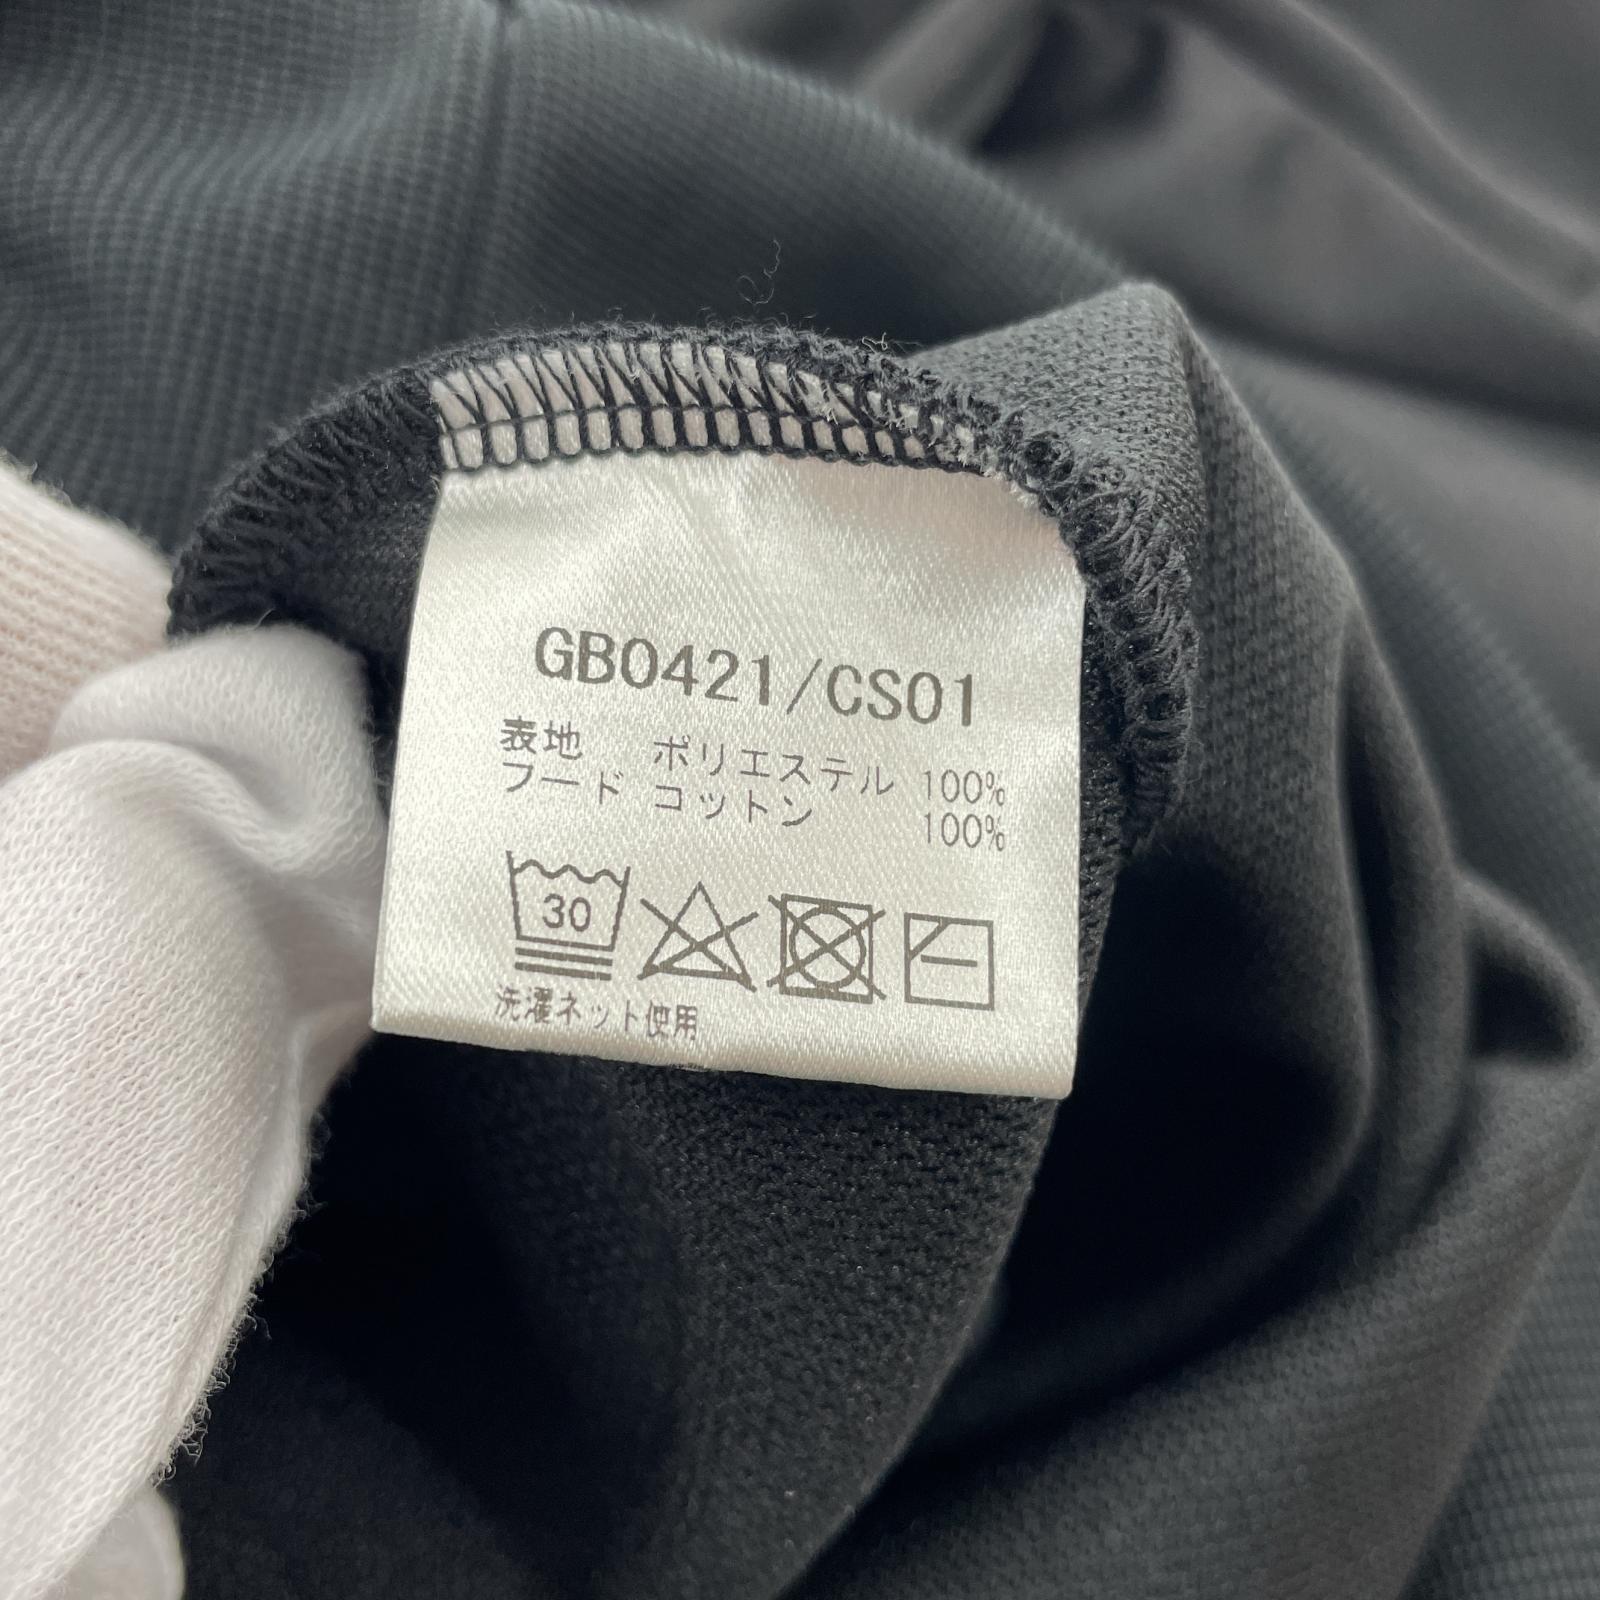 GB0421/CS01
表地 ポリエステル 100%
フード コットン 100%
30
洗濯ネット使用